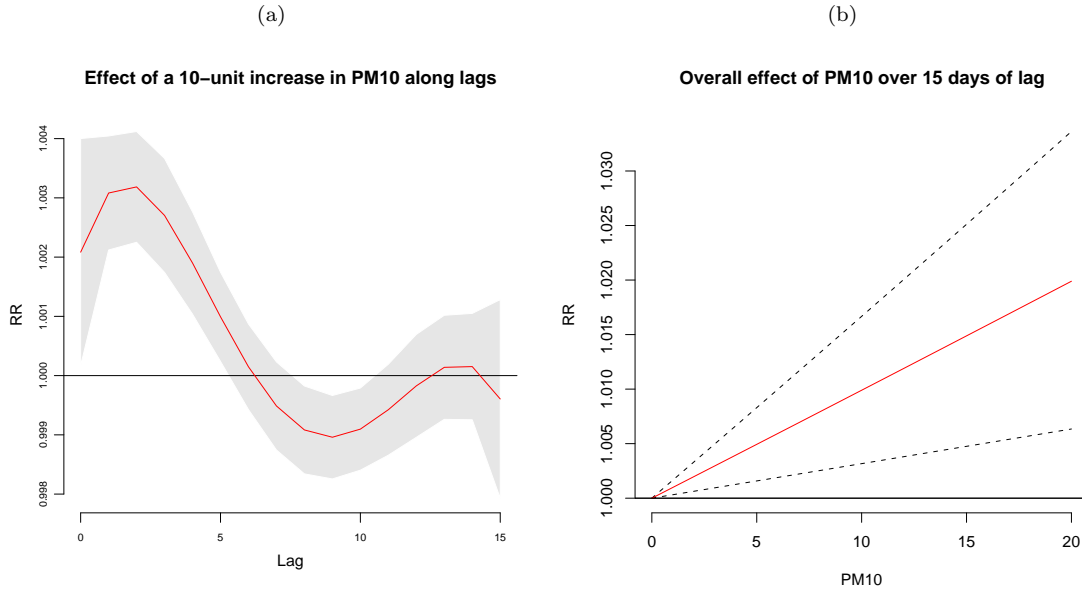 (a)
Effect of a 10−unit increase in PM10 along lags
RR
1.004
1.003
1.002
1.001
1.000
0.999
0.998
0 5 10 15
Lag
(b)
Overall effect of PM10 over 15 days of lag
RR
1.030
1.025
1.020
1.015
1.010
1.005
1.000
0 5 10 15 20
PM10